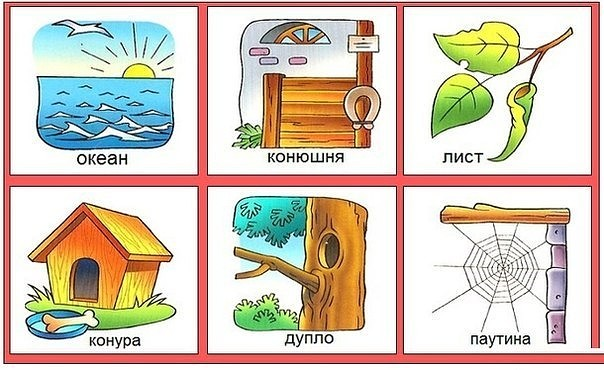 океан
конюшня
лист
конура
дупло
паутина